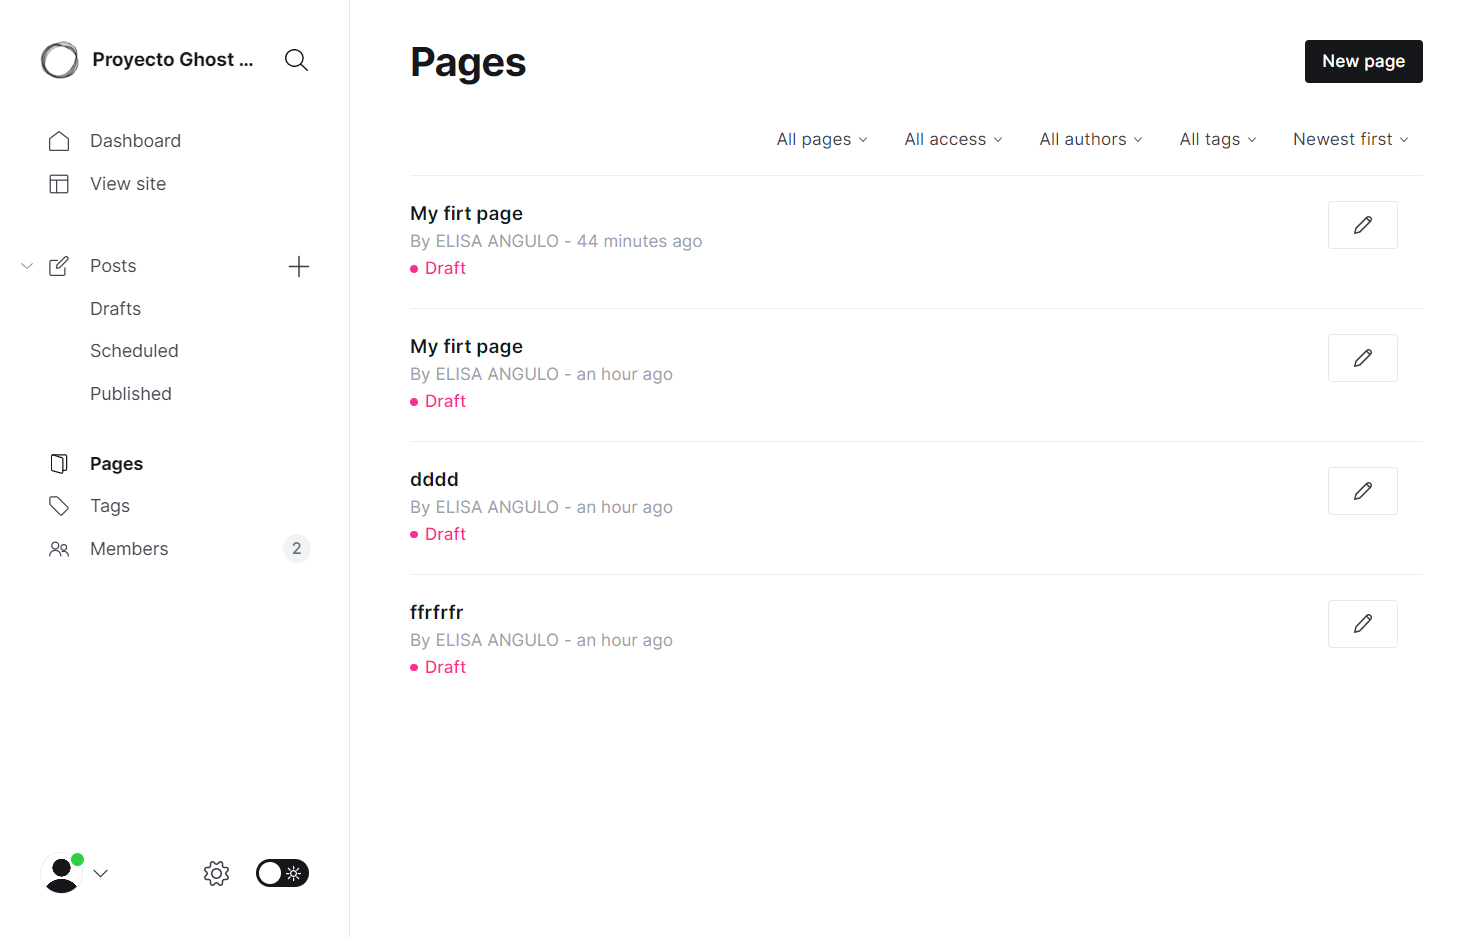 Proyecto Ghost ...
Dashboard
View site
Posts
Drafts
Scheduled
Published
Pages
Tags
Members 2
Pages
New page
All pages All access All authors All tags Newest first
My firt page
By ELISA ANGULO - 44 minutes ago
Draft
My firt page
By ELISA ANGULO - an hour ago
Draft
dddd
By ELISA ANGULO - an hour ago
Draft
ffrfrfr
By ELISA ANGULO - an hour ago
Draft